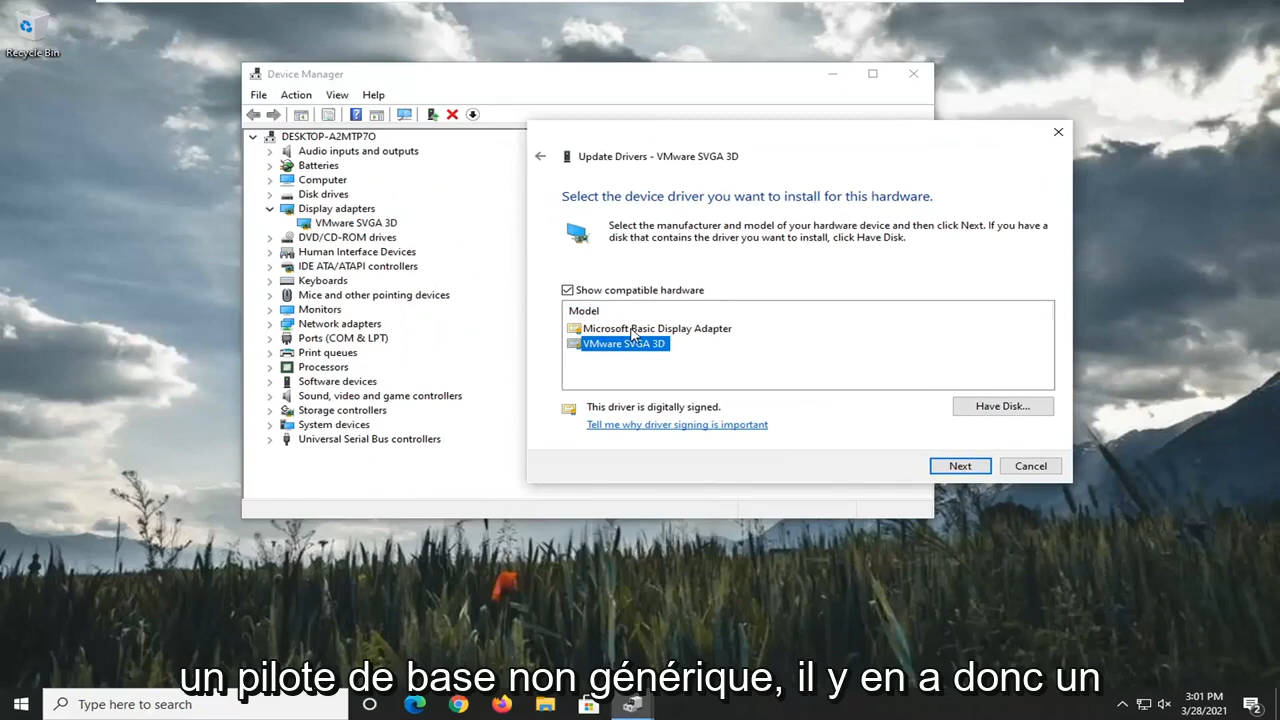 Recycle Bin
Device Manager
File Action View Help
DESKTOP-A2MTP7O
Audio inputs and outputs
Batteries
Computer
Disk drives
Display adapters
VMware SVGA 3D
DVD/CD-ROM drives
Human Interface Devices
IDE ATA/ATAPI controllers
Keyboards
Mice and other pointing devices
Monitors
Network adapters
Ports (COM & LPT)
Print queues
Processors
Software devices
Sound, video and game controllers
Storage controllers
System devices
Universal Serial Bus controllers
Update Drivers - VMware SVGA 3D
Select the device driver you want to install for this hardware.
Select the manufacturer and model of your hardware device and then click Next. If you have a
disk that contains the driver you want to install, click Have Disk.
Show compatible hardware
Model
Microsoft Basic Display Adapter
VMware SVGA 3D
This driver is digitally signed.
Have Disk...
Tell me why driver signing is important
Next Cancel
un pilote de base non générique, il y en a donc un
Type here to search
3:01 PM
3/28/2021
2